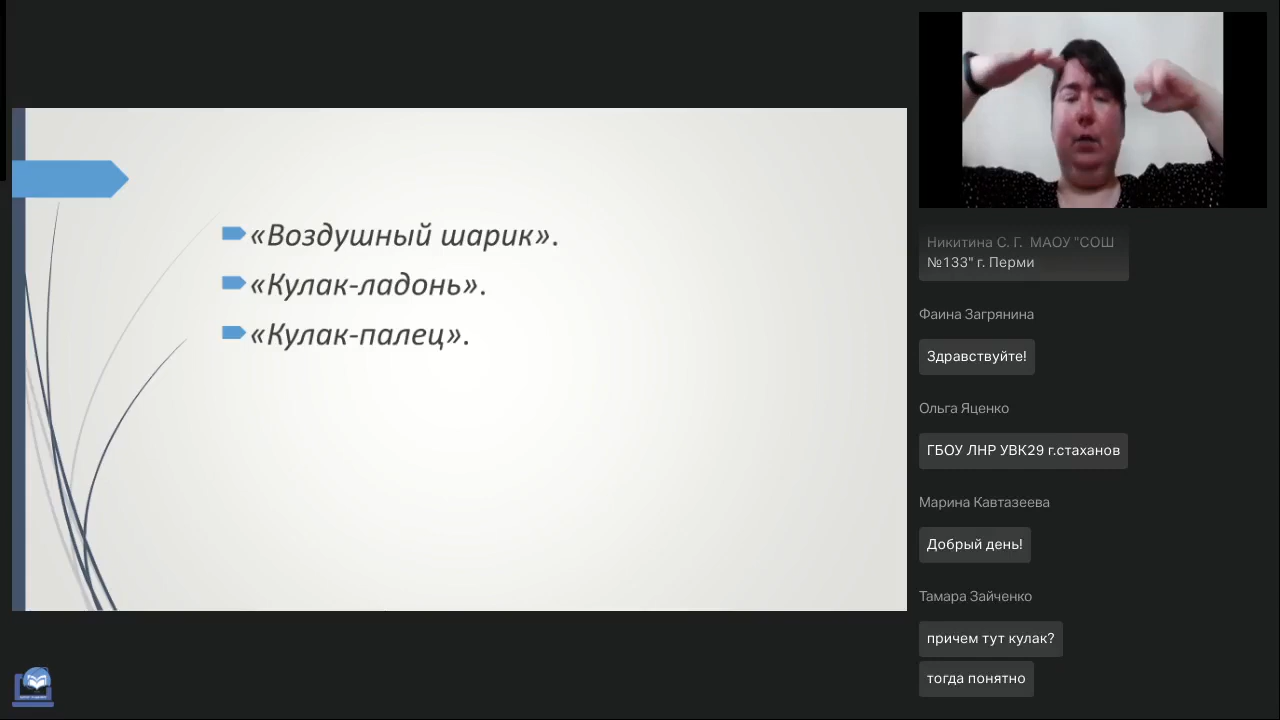 «Воздушный шарик».
«Кулак-ладонь».
«Кулак-палец».
Никитина С. Г. МАОУ "СОШ
№133" г. Перми
Фаина Загрянина
Здравствуйте!
Ольга Яценко
ГБОУ ЛНР УВК29 г.стаханов
Марина Кавтазеева
Добрый день!
Тамара Зайченко
причем тут кулак?
тогда понятно